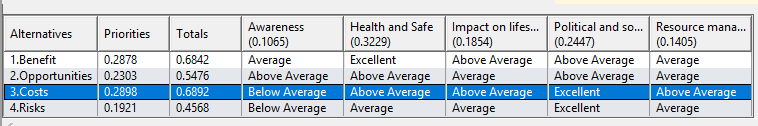 Alternatives Priorities Totals Awareness (0.1065) Health and Safe (0.3229) Impact on lifes... (0.1854) Political and so... (0.2447) Resource mana... (0.1405)
1.Benefit 0.2878 0.6842 Average Excellent Above Average Above Average Average
2.Opportunities 0.2303 0.5476 Above Average Above Average Above Average Above Average Average
3.Costs 0.2898 0.6892 Below Average Above Average Above Average Excellent Above Average
4.Risks 0.1921 0.4568 Below Average Average Average Excellent Average